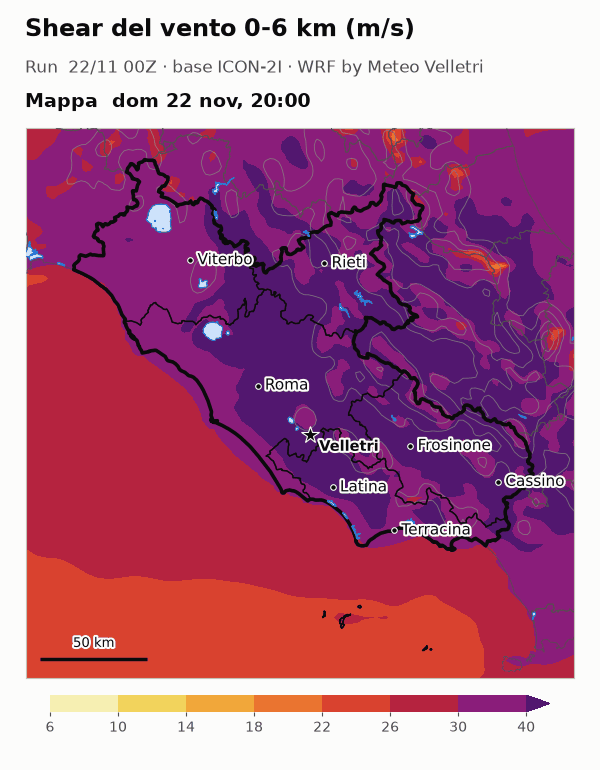 Shear del vento 0-6 km (m/s)
Run 22/11 00Z · base ICON-2I · WRF by Meteo Velletri
Mappa dom 22 nov, 20:00
Viterbo
Rieti
Roma
Velletri
Frosinone
Latina
Cassino
Terracina
50 km
6 10 14 18 22 26 30 40